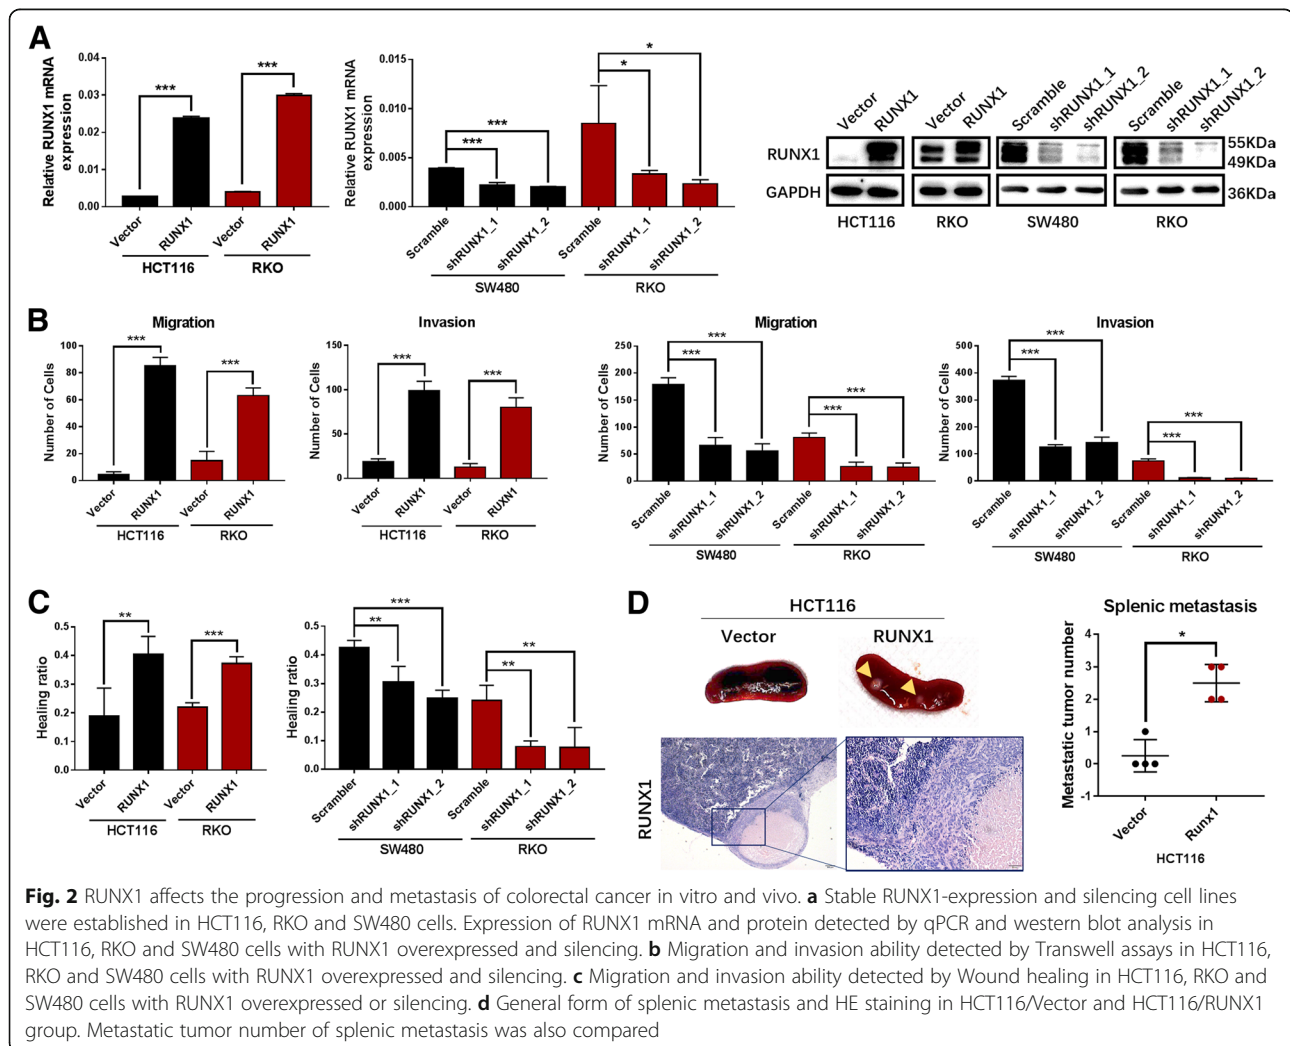 A
Relative RUNX1 mRNA
expression
0.04
0.03
0.02
0.01
0.00
***
***
Vector
RUNX1
Vector
RUNX1
HCT116
RKO
Relative RUNX1 mRNA
expression
0.015
0.010
0.005
0.000
***
***
*
*
Scramble
shRUNX1_1
shRUNX1_2
Scramble
shRUNX1_1
shRUNX1_2
SW480
RKO
Vector
RUNX1
Vector
RUNX1
Scramble
shRUNX1_1
shRUNX1_2
Scramble
shRUNX1_1
shRUNX1_2
RUNX1
55KDa
49KDa
GAPDH
36KDa
HCT116
RKO
SW480
RKO
B
Migration
Number of Cells
100
80
60
40
20
0
***
***
Vector
RUNX1
Vector
RUNX1
HCT116
RKO
Invasion
Number of Cells
150
100
50
0
***
***
Vector
RUNX1
Vector
RUXN1
HCT116
RKO
Migration
Number of Cells
250
200
150
100
50
0
***
***
***
***
Scramble
shRUNX1_1
shRUNX1_2
Scramble
shRUNX1_1
shRUNX1_2
SW480
RKO
Invasion
Number of Cells
500
400
300
200
100
0
***
***
***
***
Scramble
shRUNX1_1
shRUNX1_2
Scramble
shRUNX1_1
shRUNX1_2
SW480
RKO
C
Healing ratio
0.5
0.4
0.3
0.2
0.1
0.0
**
***
Vector
RUNX1
Vector
RUNX1
HCT116
RKO
Healing ratio
0.5
0.4
0.3
0.2
0.1
0.0
***
**
**
**
Scrambler
shRUNX1_1
shRUNX1_2
Scramble
shRUNX1_1
shRUNX1_2
SW480
RKO
D
HCT116
Vector
RUNX1
RUNX1
Splenic metastasis
Metastatic tumor number
4
3
2
1
0
-1
*
Vector
Runx1
HCT116
Fig. 2 RUNX1 affects the progression and metastasis of colorectal cancer in vitro and vivo. a Stable RUNX1-expression and silencing cell lines
were established in HCT116, RKO and SW480 cells. Expression of RUNX1 mRNA and protein detected by qPCR and western blot analysis in
HCT116, RKO and SW480 cells with RUNX1 overexpressed and silencing. b Migration and invasion ability detected by Transwell assays in HCT116,
RKO and SW480 cells with RUNX1 overexpressed and silencing. c Migration and invasion ability detected by Wound healing in HCT116, RKO and
SW480 cells with RUNX1 overexpressed or silencing. d General form of splenic metastasis and HE staining in HCT116/Vector and HCT116/RUNX1
group. Metastatic tumor number of splenic metastasis was also compared